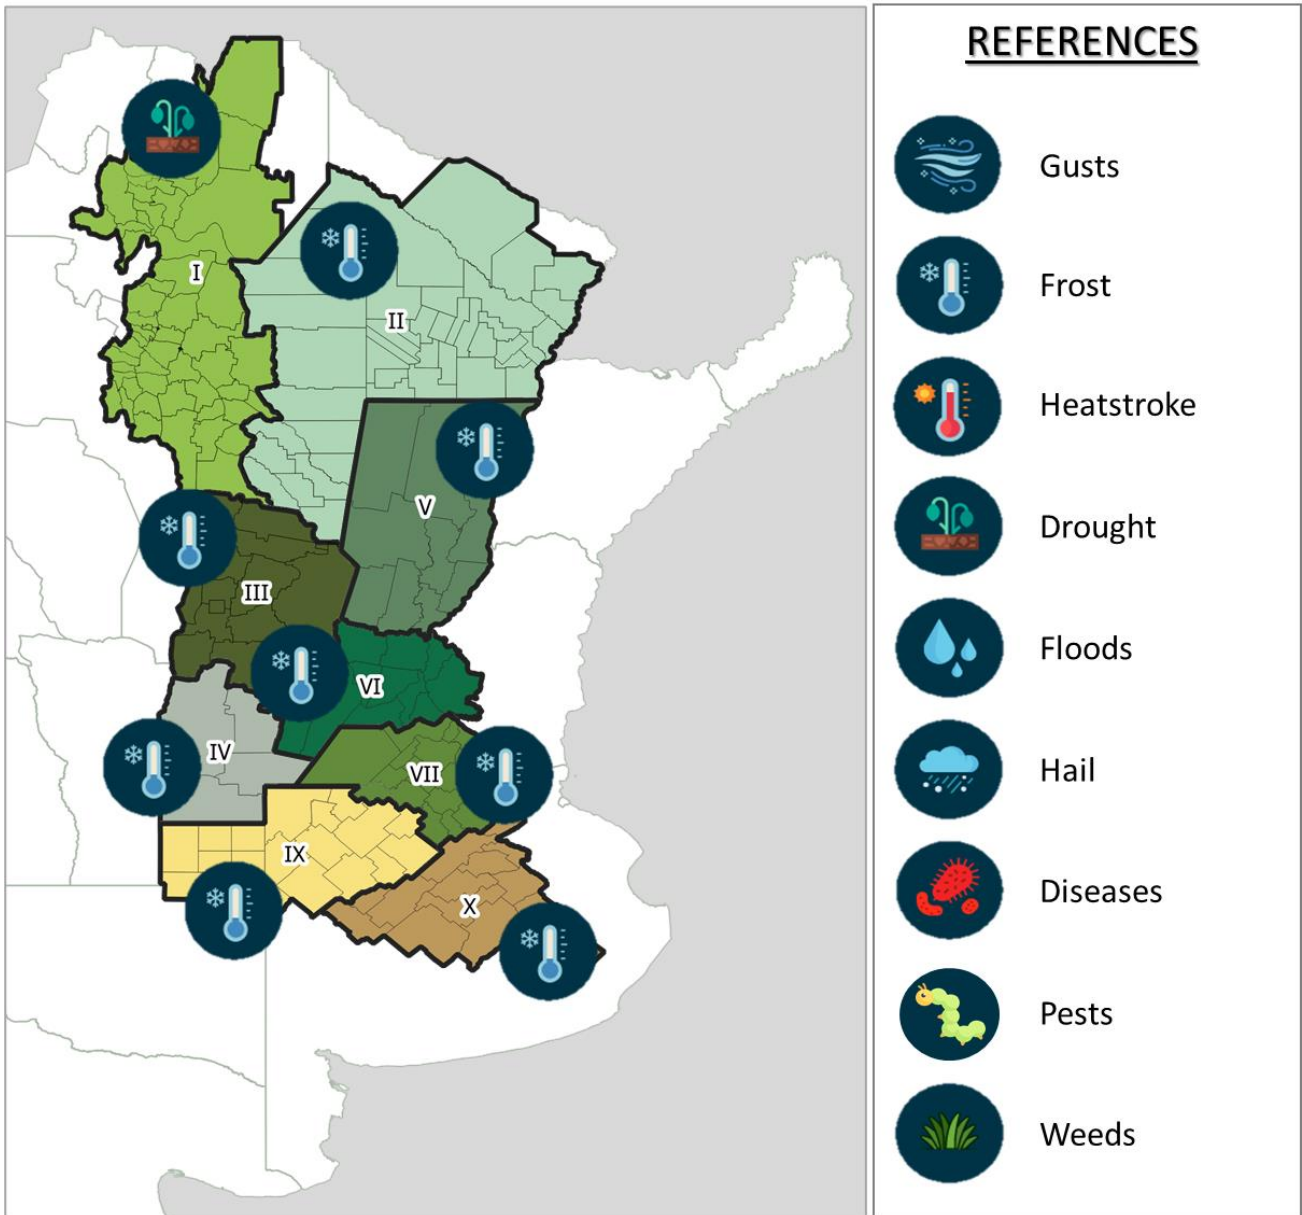 REFERENCES
Gusts
Frost
Heatstroke
Drought
Floods
Hail
Diseases
Pests
Weeds
I
II
V
III
VI
IV
VII
IX
X